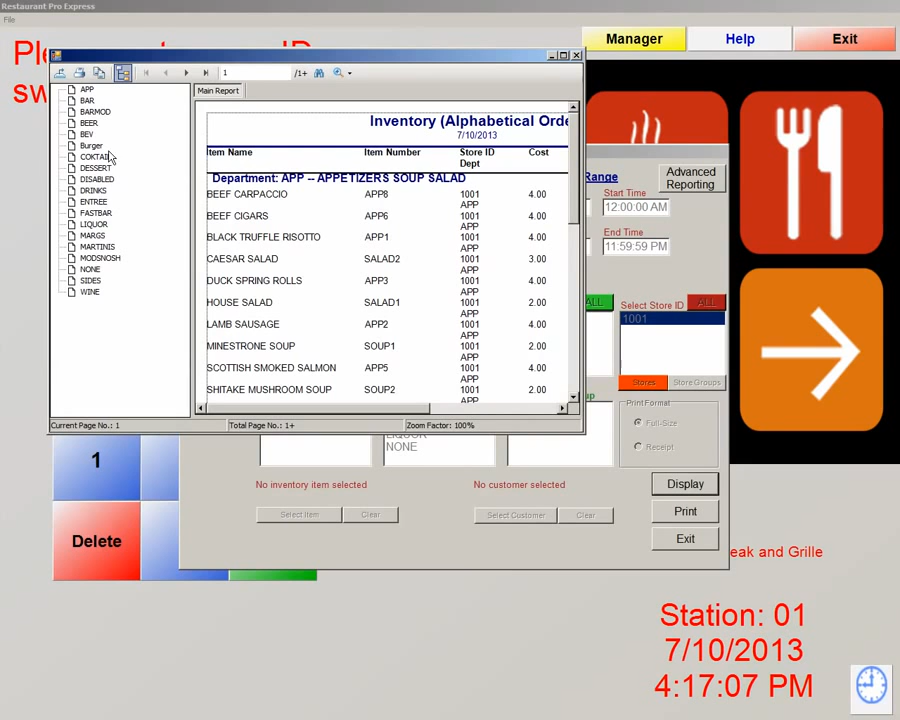 Restaurant Pro Express
File
Manager
Help
Exit
1
/1+
Main Report
APP
BAR
BARMOD
BEER
BEV
Burger
COKTAI
DESSERT
DISABLED
DRINKS
ENTREE
FASTBAR
LIQUOR
MARGS
MARTINIS
MODSNOSH
NONE
SIDES
WINE
Inventory (Alphabetical Orde
7/10/2013
Item Name Item Number Store ID Cost
Dept
Department: APP -- APPETIZERS SOUP SALAD
BEEF CARPACCIO APP8 1001 4.00
APP
BEEF CIGARS APP6 1001 4.00
APP
BLACK TRUFFLE RISOTTO APP1 1001 4.00
APP
CAESAR SALAD SALAD2 1001 3.00
APP
DUCK SPRING ROLLS APP3 1001 4.00
APP
HOUSE SALAD SALAD1 1001 2.00
APP
LAMB SAUSAGE APP2 1001 4.00
APP
MINESTRONE SOUP SOUP1 1001 2.00
APP
SCOTTISH SMOKED SALMON APP5 1001 4.00
APP
SHITAKE MUSHROOM SOUP SOUP2 1001 2.00
APP
Current Page No.: 1 Total Page No.: 1+ Zoom Factor: 100%
Range
Advanced
Reporting
Start Time
12:00:00 AM
End Time
11:59:59 PM
ALL
Select Store ID
ALL
1001
Stores
Store Groups
Print Format
Full-Size
Receipt
LIQUOR
NONE
No inventory item selected
No customer selected
Select Item
Clear
Select Customer
Clear
Display
Print
Exit
1
Delete
eak and Grille
Station: 01
7/10/2013
4:17:07 PM